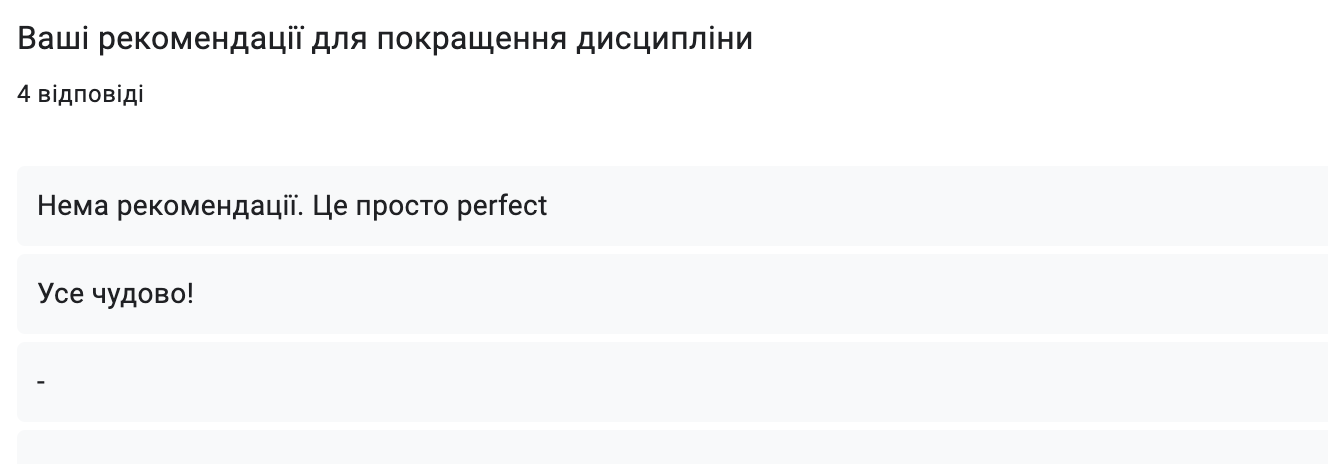 Ваші рекомендації для покращення дисципліни
4 відповіді
Нема рекомендації. Це просто perfect
Усе чудово!
-